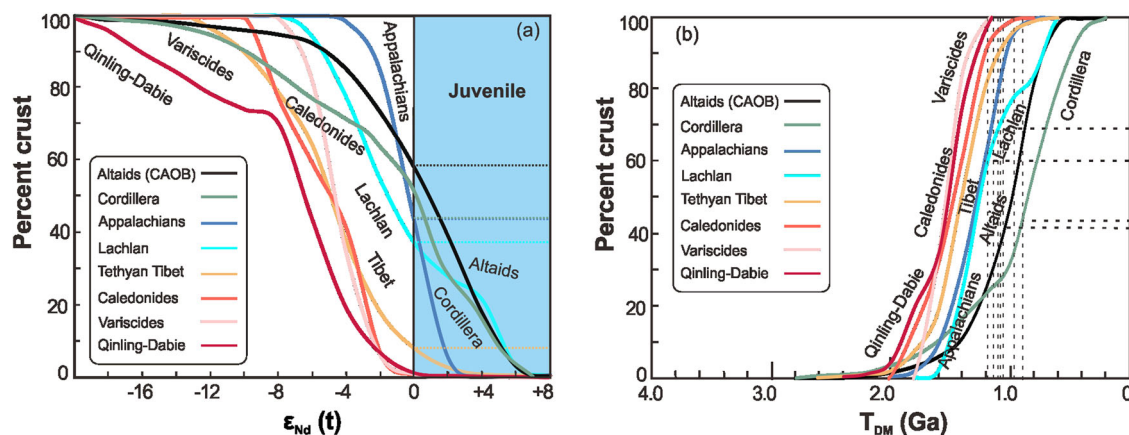 (a)
Percent crust
100
80
60
40
20
0
-16
-12
-8
-4
0
+4
+8
εNd (t)
Qinling-Dabie
Variscides
Caledonides
Appalachians
Lachlan
Tibet
Cordillera
Altaids
Juvenile
Altaids (CAOB)
Cordillera
Appalachians
Lachlan
Tethyan Tibet
Caledonides
Variscides
Qinling-Dabie
(b)
Percent crust
100
80
60
40
20
0
4.0
3.0
2.0
1.0
0
TDM (Ga)
Altaids (CAOB)
Cordillera
Appalachians
Lachlan
Tethyan Tibet
Caledonides
Variscides
Qinling-Dabie
Qinling-Dabie
Caledonides
Variscides
Tibet
Appalachians
Altaids
Lachlan
Cordillera